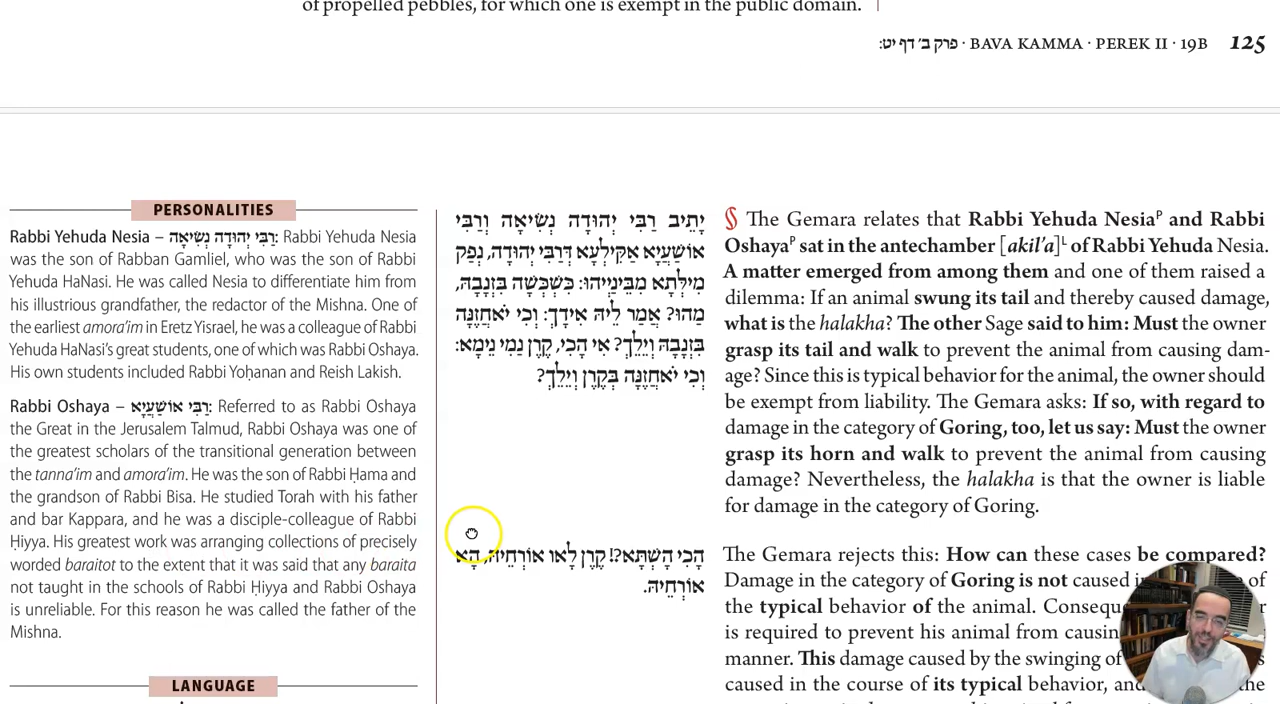 of propelled pebbles, for which one is exempt in the public domain.
פרק ב׳ דף יט: · BAVA KAMMA · PEREK II · 19B 125
PERSONALITIES
Rabbi Yehuda Nesia – רַבִּי יְהוּדָה נְשִׂיאָה: Rabbi Yehuda Nesia
was the son of Rabban Gamliel, who was the son of Rabbi
Yehuda HaNasi. He was called Nesia to differentiate him from
his illustrious grandfather, the redactor of the Mishna. One of
the earliest amora'im in Eretz Yisrael, he was a colleague of Rabbi
Yehuda HaNasi's great students, one of which was Rabbi Oshaya.
His own students included Rabbi Yoḥanan and Reish Lakish.
Rabbi Oshaya – רַבִּי אוֹשַׁעְיָא: Referred to as Rabbi Oshaya
the Great in the Jerusalem Talmud, Rabbi Oshaya was one of
the greatest scholars of the transitional generation between
the tanna'im and amora'im. He was the son of Rabbi Ḥama and
the grandson of Rabbi Bisa. He studied Torah with his father
and bar Kappara, and he was a disciple-colleague of Rabbi
Ḥiyya. His greatest work was arranging collections of precisely
worded baraitot to the extent that it was said that any baraita
not taught in the schools of Rabbi Ḥiyya and Rabbi Oshaya
is unreliable. For this reason he was called the father of the
Mishna.
LANGUAGE
יָתֵיב רַבִּי יְהוּדָה נְשִׂיאָה וְרַבִּי
אוֹשַׁעְיָא אַקִּילְעָא דְּרַבִּי יְהוּדָה, נְפַק
מִילְּתָא מִבֵּינַיְיהוּ: כִּשְׁכְּשָׁה בִּזְנָבָהּ,
מַהוּ? אֲמַר לֵיהּ אִידָךְ: וְכִי יֹאחֲזֶנָּה
בִּזְנָבָהּ וְיֵלֵךְ? אִי הָכִי, קֶרֶן נָמֵי נֵימָא:
וְכִי יֹאחֲזֶנָּה בְּקֶרֶן וְיֵלֵךְ?
הָכִי הַשְׁתָּא?! קֶרֶן לָאו אוֹרְחֵיהּ, הָא
אוֹרְחֵיהּ.
§ The Gemara relates that Rabbi Yehuda Nesiaᴾ and Rabbi
Oshayaᴾ sat in the antechamber [akil'a]ᴸ of Rabbi Yehuda Nesia.
A matter emerged from among them and one of them raised a
dilemma: If an animal swung its tail and thereby caused damage,
what is the halakha? The other Sage said to him: Must the owner
grasp its tail and walk to prevent the animal from causing dam-
age? Since this is typical behavior for the animal, the owner should
be exempt from liability. The Gemara asks: If so, with regard to
damage in the category of Goring, too, let us say: Must the owner
grasp its horn and walk to prevent the animal from causing
damage? Nevertheless, the halakha is that the owner is liable
for damage in the category of Goring.
The Gemara rejects this: How can these cases be compared?
Damage in the category of Goring is not caused of
the typical behavior of the animal.
is required to prevent his animal from
manner. This damage caused by the swinging of
caused in the course of its typical behavior, the